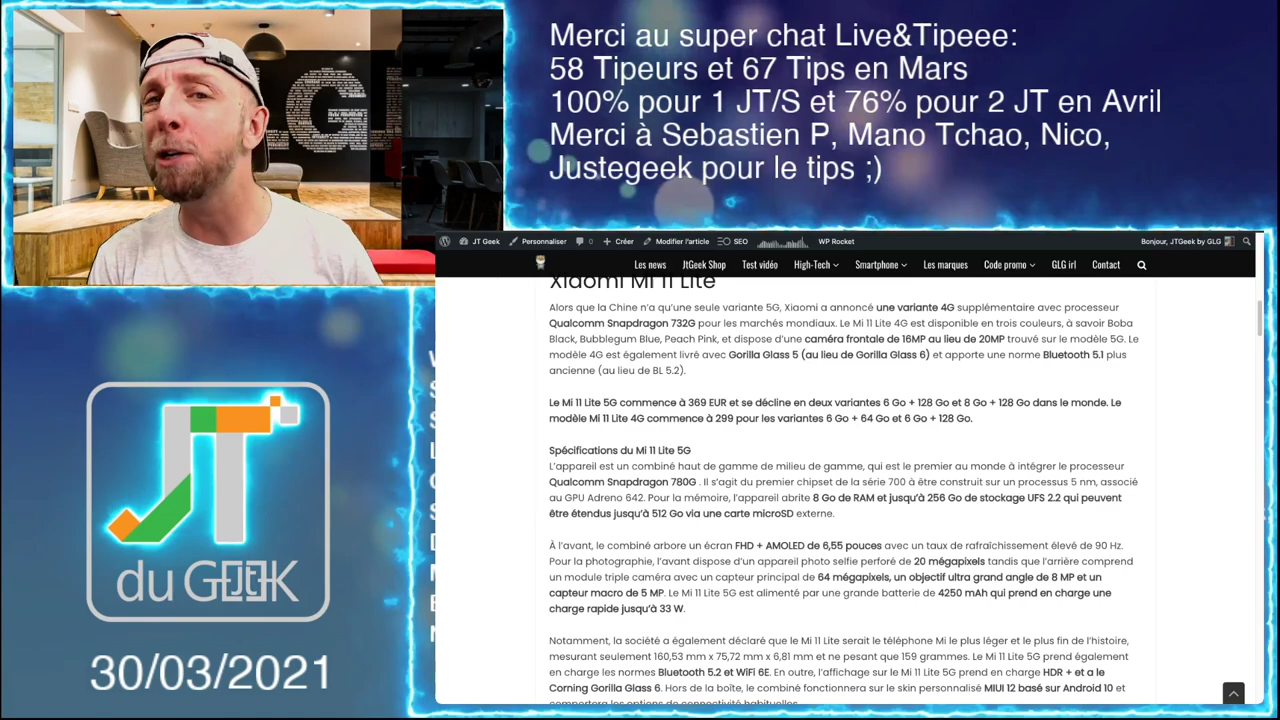 Merci au super chat Live&Tipeee:
58 Tipeurs et 67 Tips en Mars
100% pour 1 JT/S et 76% pour 2 JT en Avril
Merci à Sebastien P, Mano Tokao, Nico,
Justegeek pour le tips ;)
JT Geek Personnaliser 0 Créer Modifier l'article SEO WP Rocket Bonjour, JTGeek by GLG
Les news JtGeek Shop Test vidéo High-Tech Smartphone Les marques Code promo GLG irl Contact
Xiaomi Mi 11 Lite
Alors que la Chine n'a qu'une seule variante 5G, Xiaomi a annoncé une variante 4G supplémentaire avec processeur
Qualcomm Snapdragon 732G pour les marchés mondiaux. Le Mi 11 Lite 4G est disponible en trois couleurs, à savoir Boba
Black, Bubblegum Blue, Peach Pink, et dispose d'une caméra frontale de 16MP au lieu de 20MP trouvé sur le modèle 5G. Le
modèle 4G est également livré avec Gorilla Glass 5 (au lieu de Gorilla Glass 6) et apporte une norme Bluetooth 5.1 plus
ancienne (au lieu de BL 5.2).
Le Mi 11 Lite 5G commence à 369 EUR et se décline en deux variantes 6 Go + 128 Go et 8 Go + 128 Go dans le monde. Le
modèle Mi 11 Lite 4G commence à 299 pour les variantes 6 Go + 64 Go et 6 Go + 128 Go.
Spécifications du Mi 11 Lite 5G
L'appareil est un combiné haut de gamme de milieu de gamme, qui est le premier au monde à intégrer le processeur
Qualcomm Snapdragon 780G . Il s'agit du premier chipset de la série 700 à être construit sur un processus 5 nm, associé
au GPU Adreno 642. Pour la mémoire, l'appareil abrite 8 Go de RAM et jusqu'à 256 Go de stockage UFS 2.2 qui peuvent
être étendus jusqu'à 512 Go via une carte microSD externe.
À l'avant, le combiné arbore un écran FHD + AMOLED de 6,55 pouces avec un taux de rafraîchissement élevé de 90 Hz.
Pour la photographie, l'avant dispose d'un appareil photo selfie perforé de 20 mégapixels tandis que l'arrière comprend
un module triple caméra avec un capteur principal de 64 mégapixels, un objectif ultra grand angle de 8 MP et un
capteur macro de 5 MP. Le Mi 11 Lite 5G est alimenté par une grande batterie de 4250 mAh qui prend en charge une
charge rapide jusqu'à 33 W.
Notamment, la société a également déclaré que le Mi 11 Lite serait le téléphone Mi le plus léger et le plus fin de l'histoire,
mesurant seulement 160,53 mm x 75,72 mm x 6,81 mm et ne pesant que 159 grammes. Le Mi 11 Lite 5G prend également
en charge les normes Bluetooth 5.2 et WiFi 6E. En outre, l'affichage sur le Mi 11 Lite 5G prend en charge HDR + et a le
Corning Gorilla Glass 6. Hors de la boîte, le combiné fonctionnera sur le skin personnalisé MIUI 12 basé sur Android 10 et
comportera les options de connectivité habituelles.
JT
du GEEK
30/03/2021